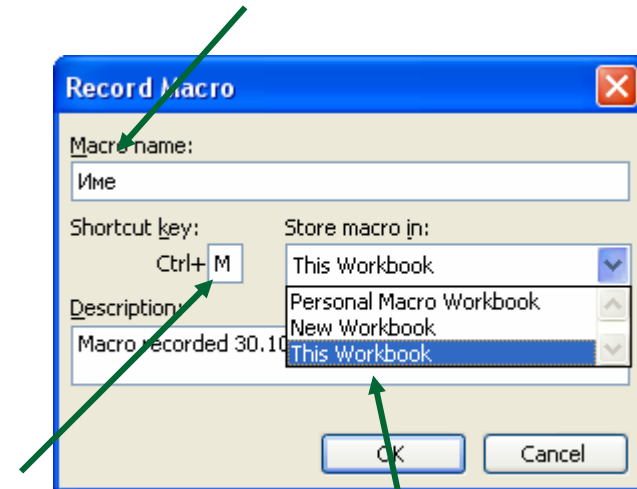 Record Macro
Macro name:
Име
Shortcut key: Store macro in:
Ctrl+ M This Workbook
Description: Personal Macro Workbook
New Workbook
Macro recorded 30.10 This Workbook
OK Cancel